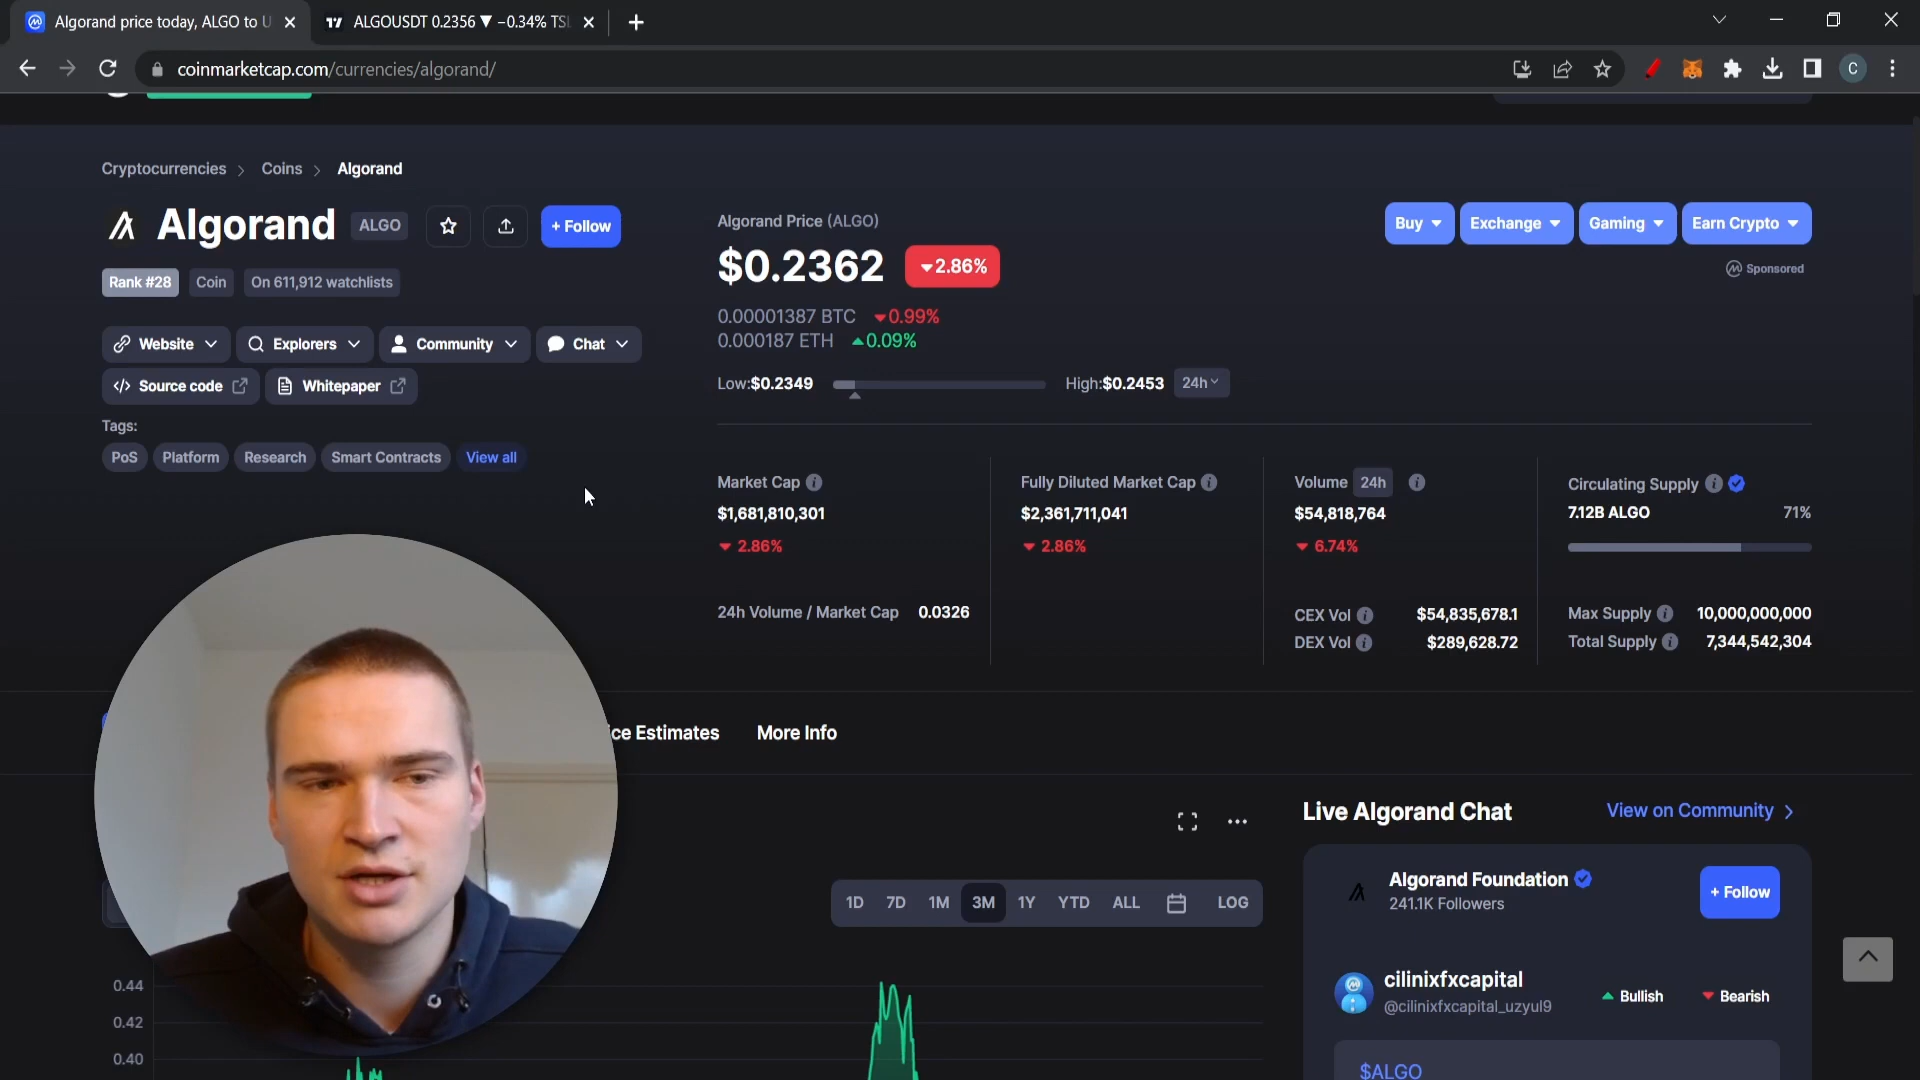 Algorand price today, ALGO to U
ALGOUSDT 0.2356 ▼ −0.34% TSL
coinmarketcap.com/currencies/algorand/
C
Cryptocurrencies > Coins > Algorand
Algorand ALGO + Follow
Rank #28 Coin On 611,912 watchlists
Website Explorers Community Chat
Source code Whitepaper
Tags:
PoS Platform Research Smart Contracts View all
Algorand Price (ALGO)
$0.2362 2.86%
0.00001387 BTC 0.99%
0.000187 ETH 0.09%
Low:$0.2349 High:$0.2453 24h
Buy Exchange Gaming Earn Crypto
Sponsored
Market Cap
$1,681,810,301
2.86%
24h Volume / Market Cap 0.0326
Fully Diluted Market Cap
$2,361,711,041
2.86%
Volume 24h
$54,818,764
6.74%
CEX Vol $54,835,678.1
DEX Vol $289,628.72
Circulating Supply
7.12B ALGO 71%
Max Supply 10,000,000,000
Total Supply 7,344,542,304
ce Estimates More Info
1D 7D 1M 3M 1Y YTD ALL LOG
0.44
0.42
0.40
Live Algorand Chat View on Community >
Algorand Foundation + Follow
241.1K Followers
cilinixfxcapital
@cilinixfxcapital_uzyul9
Bullish Bearish
$ALGO